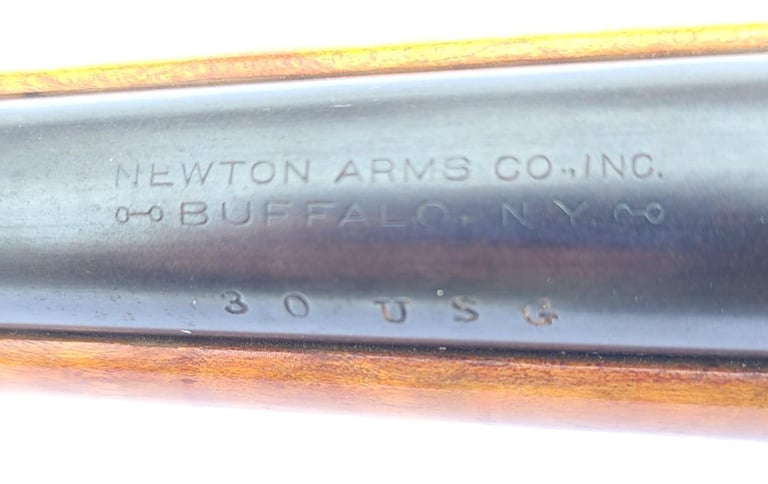 NEWTON ARMS CO., INC.
BUFFALO, N.Y.
30 USG